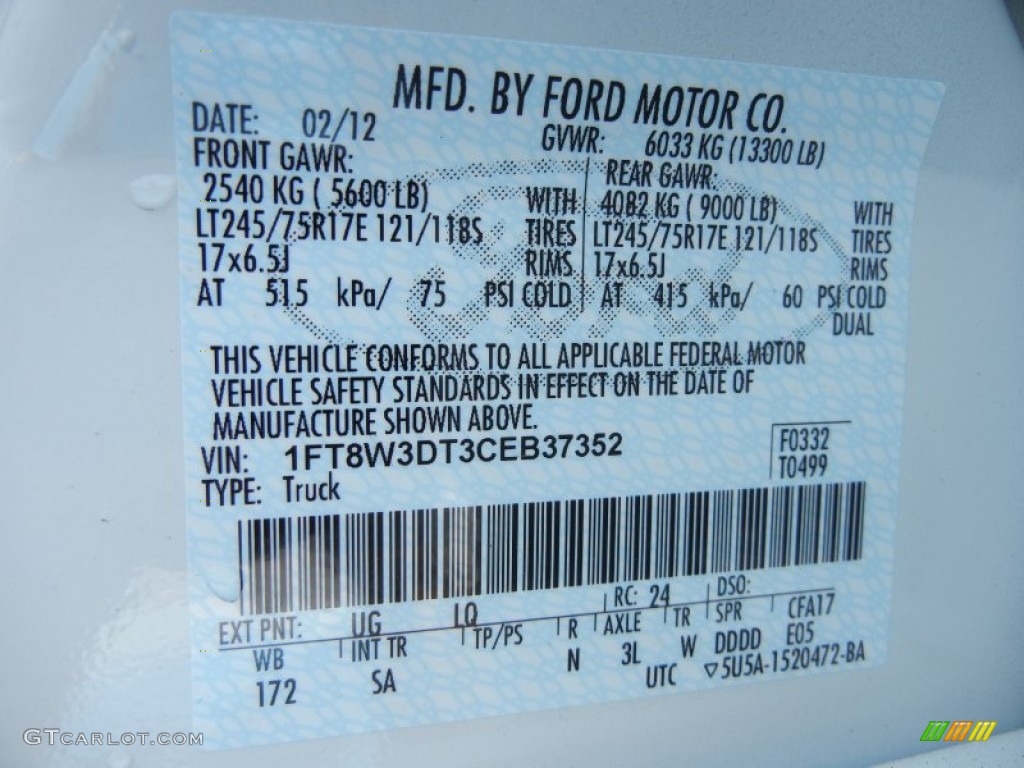 MFD. BY FORD MOTOR CO.
DATE: 02/12 GVWR: 6033 KG (13300 LB)
FRONT GAWR: REAR GAWR:
2540 KG ( 5600 LB) WITH 4082 KG ( 9000 LB) WITH
LT245/75R17E 121/118S TIRES LT245/75R17E 121/118S TIRES
17x6.5J RIMS 17x6.5J RIMS
AT 515 kPa/ 75 PSI COLD AT 415 kPa/ 60 PSI COLD
DUAL
THIS VEHICLE CONFORMS TO ALL APPLICABLE FEDERAL MOTOR
VEHICLE SAFETY STANDARDS IN EFFECT ON THE DATE OF
MANUFACTURE SHOWN ABOVE.
VIN: 1FT8W3DT3CEB37352 F0332
TYPE: Truck T0499
EXT PNT: UG LQ RC: 24 DSO:
WB INT TR TP/PS R AXLE TR SPR CFA17
172 SA N 3L W DDDD E05
UTC ▽5U5A-1520472-BA
GTCARLOT.COM